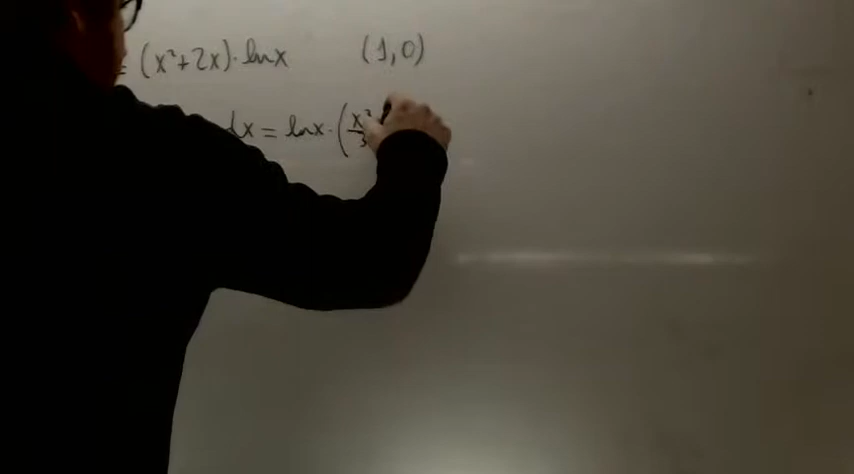 = (x²+2x)·lnx (1,0)
dx = lnx·(x³/3